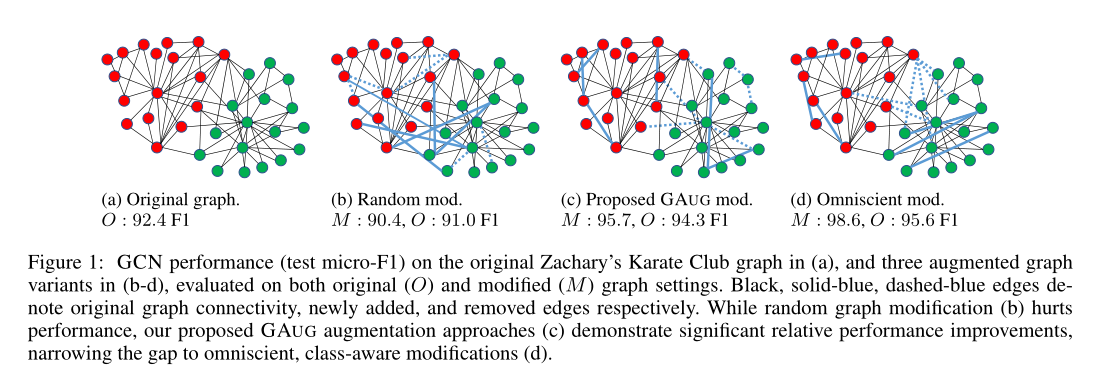 (a) Original graph.
O : 92.4 F1
(b) Random mod.
M : 90.4, O : 91.0 F1
(c) Proposed GAUG mod.
M : 95.7, O : 94.3 F1
(d) Omniscient mod.
M : 98.6, O : 95.6 F1
Figure 1: GCN performance (test micro-F1) on the original Zachary's Karate Club graph in (a), and three augmented graph
variants in (b-d), evaluated on both original (O) and modified (M) graph settings. Black, solid-blue, dashed-blue edges de-
note original graph connectivity, newly added, and removed edges respectively. While random graph modification (b) hurts
performance, our proposed GAUG augmentation approaches (c) demonstrate significant relative performance improvements,
narrowing the gap to omniscient, class-aware modifications (d).